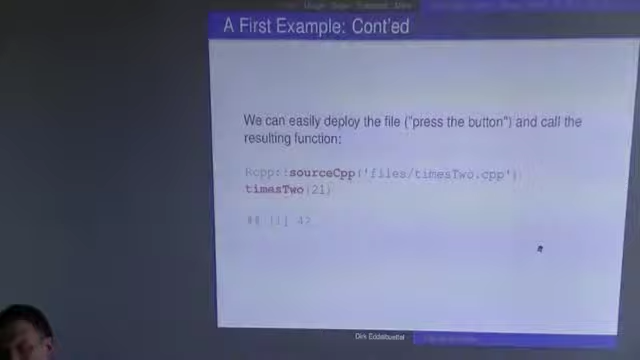 A First Example: Cont'ed
We can easily deploy the file ("press the button") and call the
resulting function:
Rcpp::sourceCpp('files/timesTwo.cpp')
timesTwo(21)
## [1] 42
Dirk Eddelbuettel